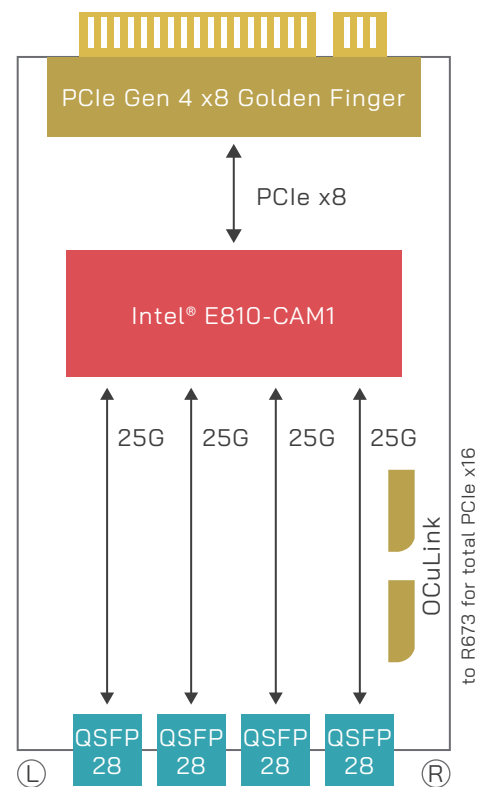 PCIe Gen 4 x8 Golden Finger
PCIe x8
Intel® E810-CAM1
25G
25G
25G
25G
OCuLink
to R673 for total PCIe x16
QSFP
28
QSFP
28
QSFP
28
QSFP
28
L
R